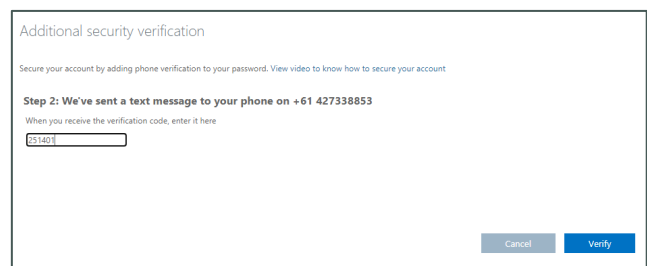 Additional security verification
Secure your account by adding phone verification to your password. View video to know how to secure your account
Step 2: We've sent a text message to your phone on +61 427338853
When you receive the verification code, enter it here
251401
Cancel Verify